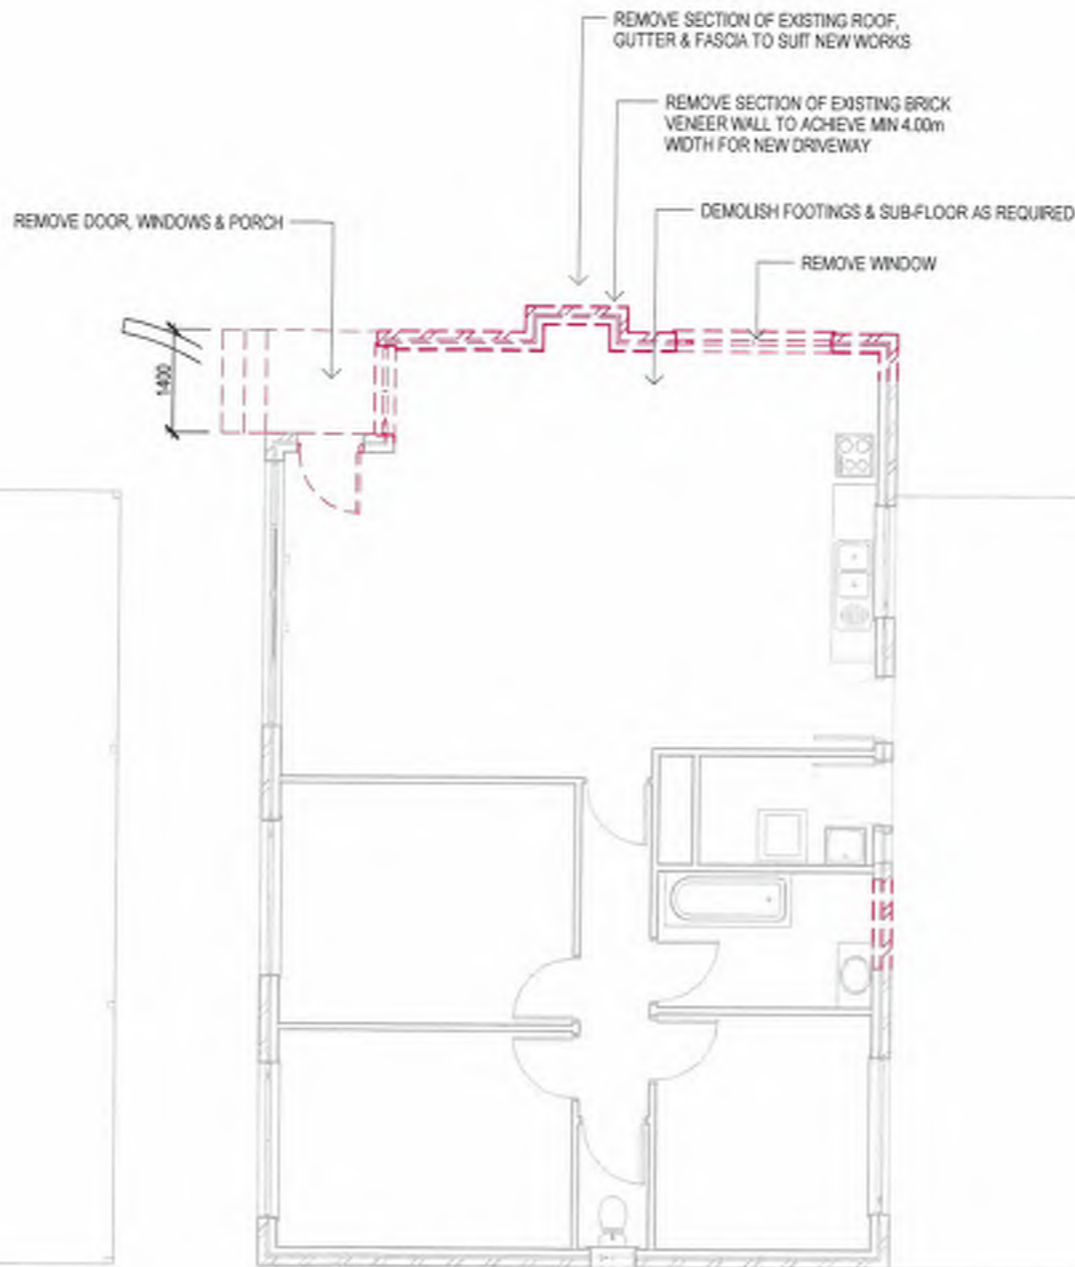 REMOVE SECTION OF EXISTING ROOF,
GUTTER & FASCIA TO SUIT NEW WORKS
REMOVE SECTION OF EXISTING BRICK
VENEER WALL TO ACHIEVE MIN 4.00m
WIDTH FOR NEW DRIVEWAY
REMOVE DOOR, WINDOWS & PORCH
DEMOLISH FOOTINGS & SUB-FLOOR AS REQUIRED
REMOVE WINDOW
1400